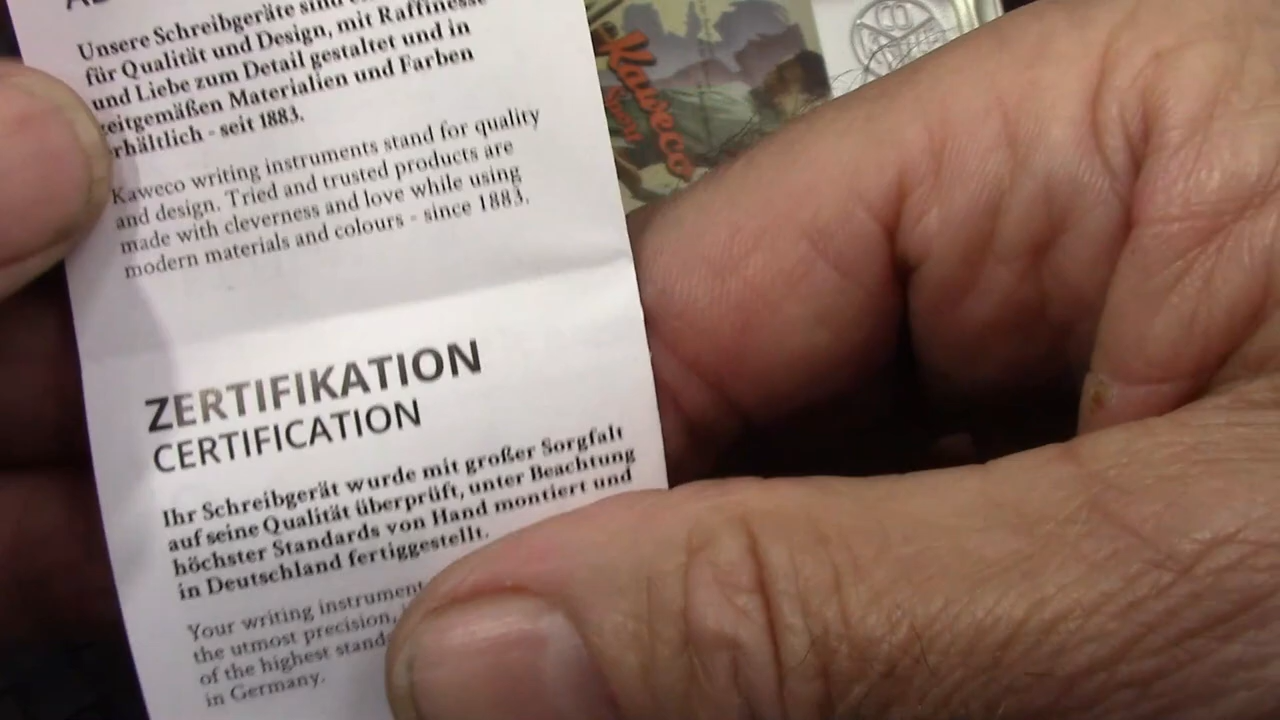 Unsere Schreibgeräte sind
für Qualität und Design, mit Raffinesse
und Liebe zum Detail gestaltet und in
zeitgemäßen Materialien und Farben
erhältlich - seit 1883.
Kaweco writing instruments stand for quality
and design. Tried and trusted products are
made with cleverness and love while using
modern materials and colours - since 1883.
ZERTIFIKATION
CERTIFICATION
Ihr Schreibgerät wurde mit großer Sorgfalt
auf seine Qualität überprüft, unter Beachtung
höchster Standards von Hand montiert und
in Deutschland fertiggestellt.
Your writing instrument
the utmost precision,
of the highest
in Germany.
Kaweco
Sport